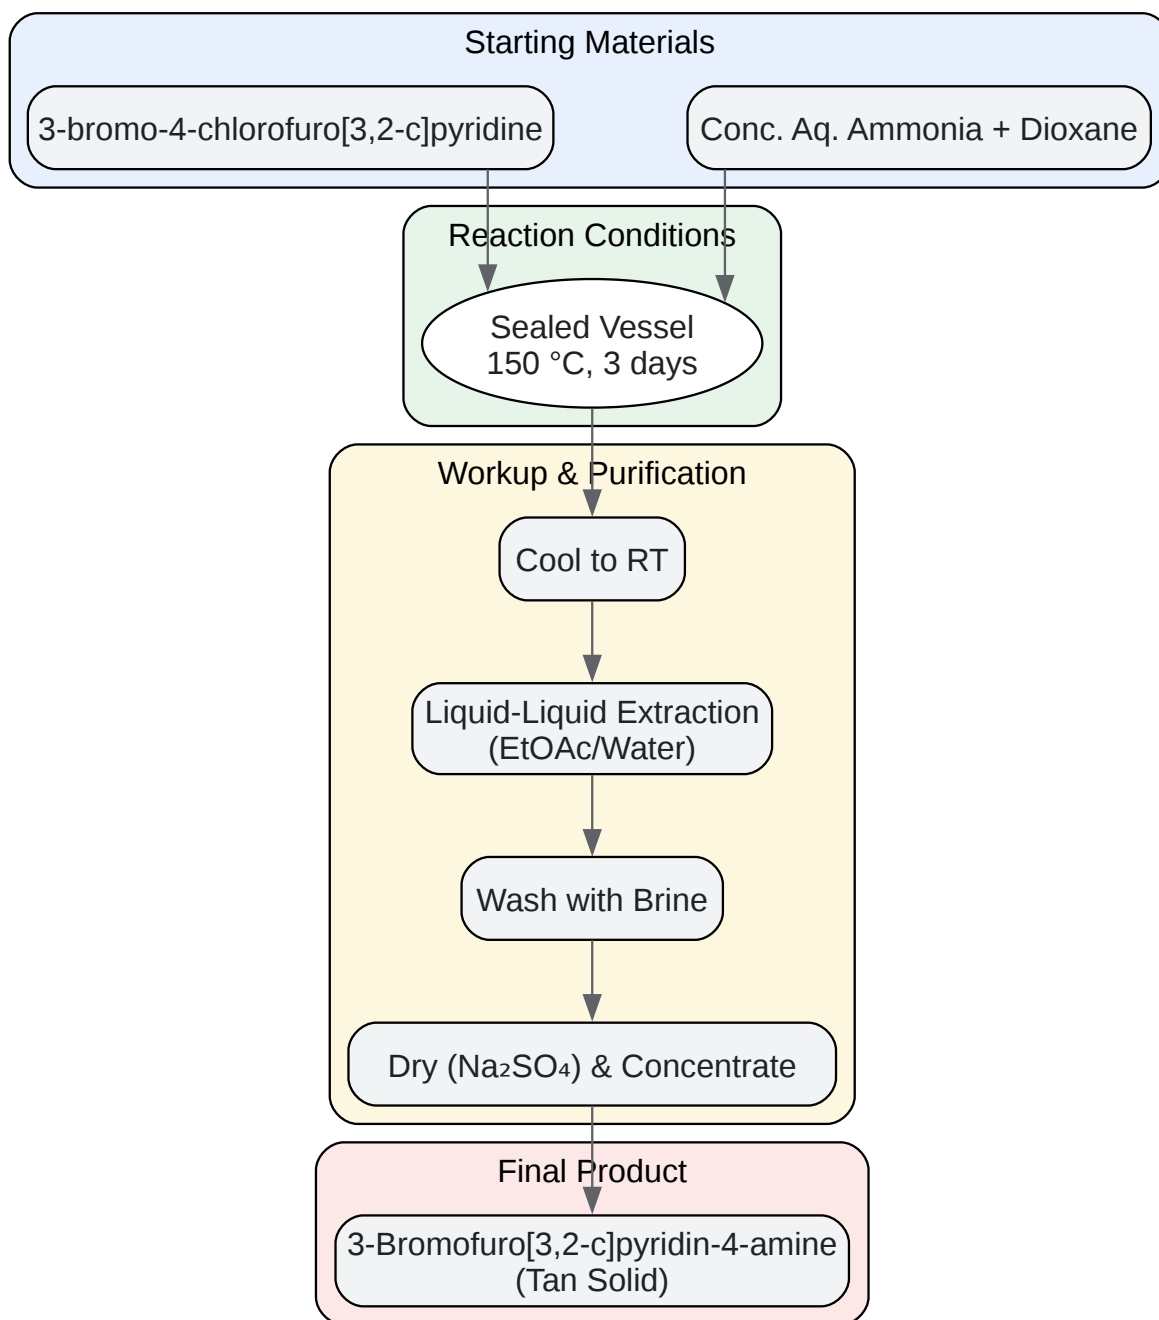 Starting Materials
3-bromo-4-chlorofuro[3,2-c]pyridine
Conc. Aq. Ammonia + Dioxane
Reaction Conditions
Sealed Vessel
150 °C, 3 days
Workup & Purification
Cool to RT
Liquid-Liquid Extraction
(EtOAc/Water)
Wash with Brine
Dry (Na₂SO₄) & Concentrate
Final Product
3-Bromofuro[3,2-c]pyridin-4-amine
(Tan Solid)